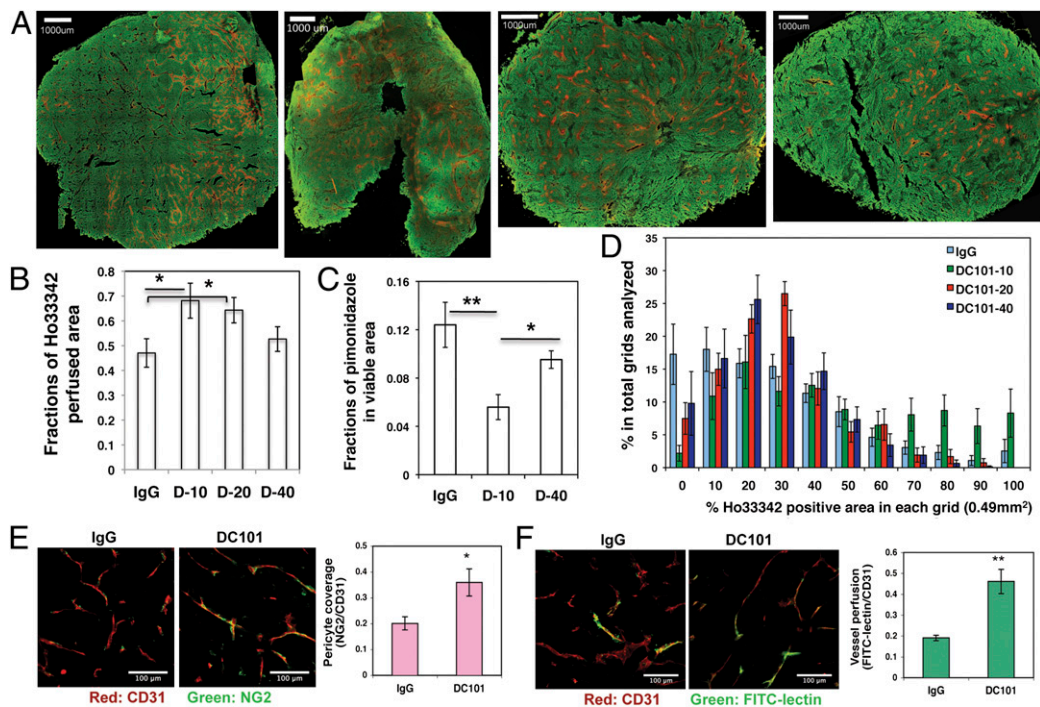 A
1000um
1000 um
1000um
1000um
B
Fractions of Ho33342
perfused area
0.8
0.7
0.6
0.5
0.4
0.3
0.2
0.1
0
*
*
IgG D-10 D-20 D-40
C
Fractions of pimonidazole
in viable area
0.16
0.12
0.08
0.04
0
**
*
IgG D-10 D-40
D
% in total grids analyzed
35
30
25
20
15
10
5
0
IgG
DC101-10
DC101-20
DC101-40
0 10 20 30 40 50 60 70 80 90 100
% Ho33342 positive area in each grid (0.49mm²)
E
IgG DC101
100 µm 100 µm
Red: CD31 Green: NG2
Pericyte coverage
(NG2/CD31)
0.5
0.4
0.3
0.2
0.1
0
*
IgG DC101
F
IgG DC101
100 µm 100 µm
Red: CD31 Green: FITC-lectin
Vessel perfusion
(FITC-lectin/CD31)
0.6
0.5
0.4
0.3
0.2
0.1
0
**
IgG DC101